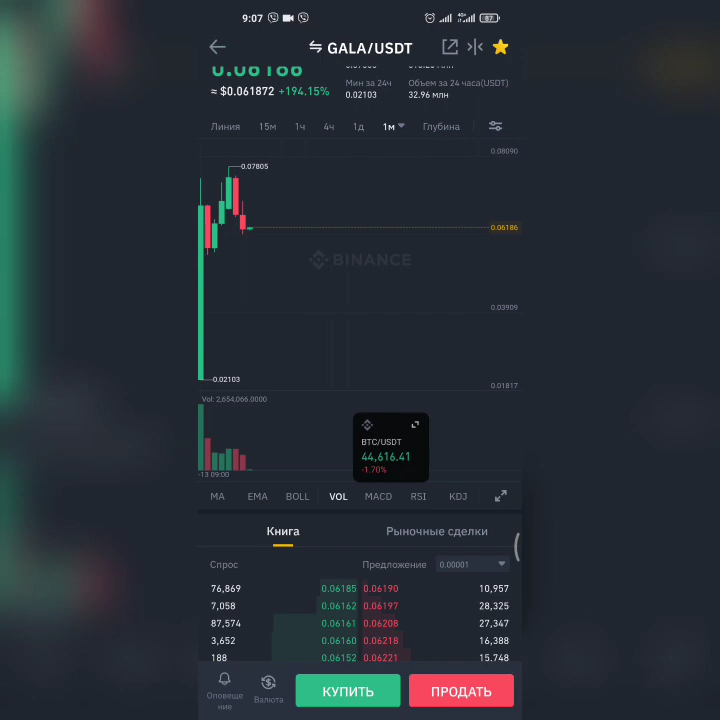 9:07
4G+
87
GALA/USDT
0.06186
≈ $0.061872 +194.15%
Мин за 24ч
0.02103
Объем за 24 часа(USDT)
32.96 млн
Линия 15м 1ч 4ч 1д 1м Глубина
0.08090
0.07805
0.06186
BINANCE
0.03909
0.02103
0.01817
Vol: 2,654,066.0000
BTC/USDT
44,616.41
-1.70%
-13 09:00
MA EMA BOLL VOL MACD RSI KDJ
Книга Рыночные сделки
Спрос Предложение 0.00001
76,869 0.06185 0.06190 10,957
7,058 0.06162 0.06197 28,325
87,574 0.06161 0.06208 27,347
3,652 0.06160 0.06218 16,388
188 0.06152 0.06221 15,748
Оповеще
ние
Валюта
КУПИТЬ
ПРОДАТЬ